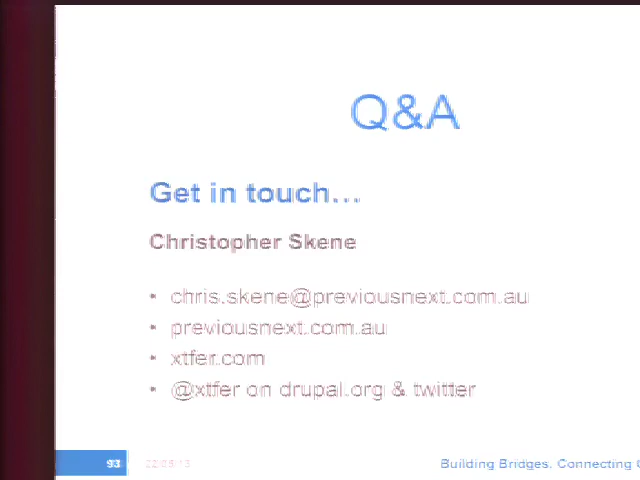 Q&A
Get in touch...
Christopher Skene
• chris.skene@previousnext.com.au
• previousnext.com.au
• xtfer.com
• @xtfer on drupal.org & twitter
93
Building Bridges, Connecting